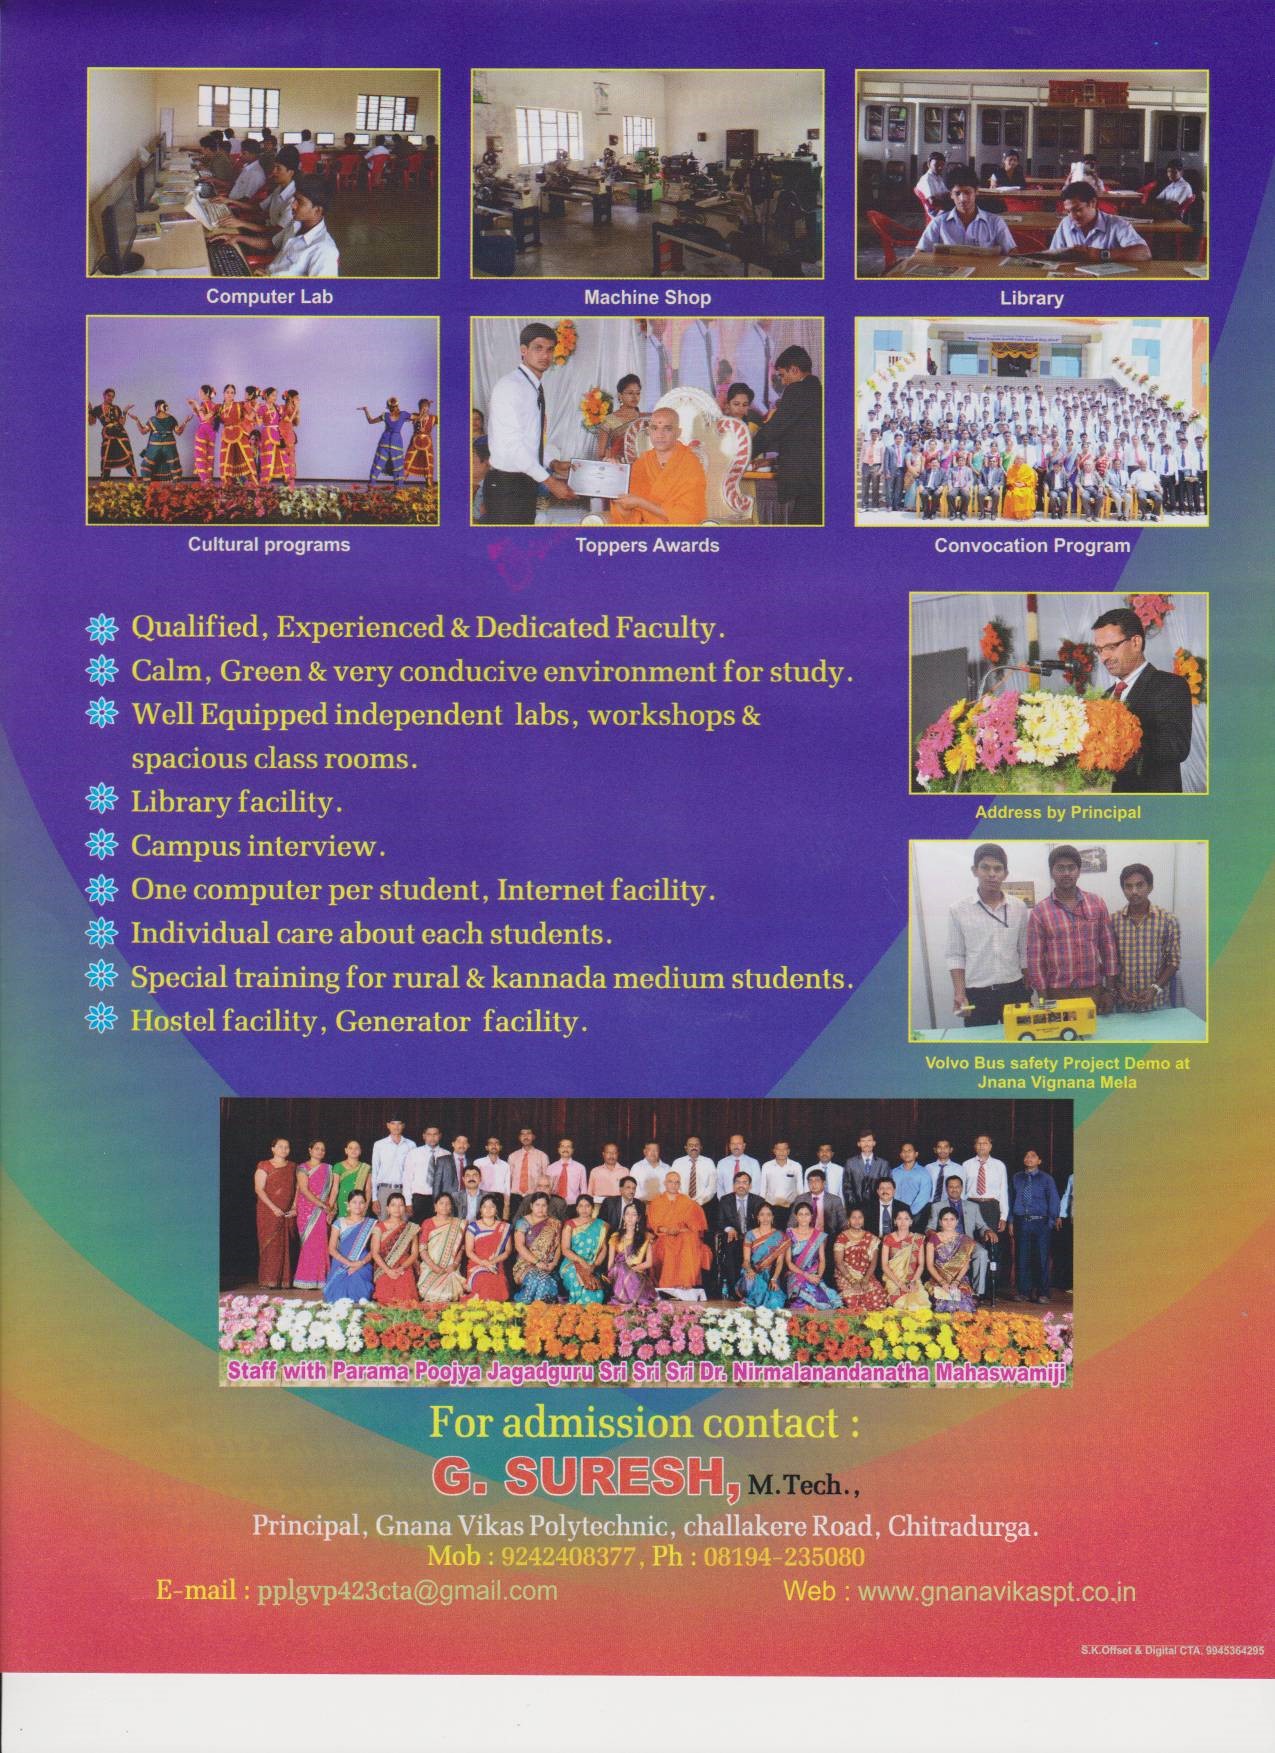 Computer Lab
Machine Shop
Library
Cultural programs
Toppers Awards
Convocation Program
Qualified, Experienced & Dedicated Faculty.
Calm, Green & very conducive environment for study.
Well Equipped independent labs, workshops &
spacious class rooms.
Library facility.
Campus interview.
One computer per student, Internet facility.
Individual care about each students.
Special training for rural & kannada medium students.
Hostel facility, Generator facility.
Address by Principal
Volvo Bus safety Project Demo at
Jnana Vignana Mela
Staff with Parama Poojya Jagadguru Sri Sri Sri Dr. Nirmalanandanatha Mahaswamiji
For admission contact :
G. SURESH, M.Tech.,
Principal, Gnana Vikas Polytechnic, challakere Road, Chitradurga.
Mob : 9242408377, Ph : 08194-235080
E-mail : pplgvp423cta@gmail.com
Web : www.gnanavikaspt.co.in
S.K.Offset & Digital CTA. 9945364295